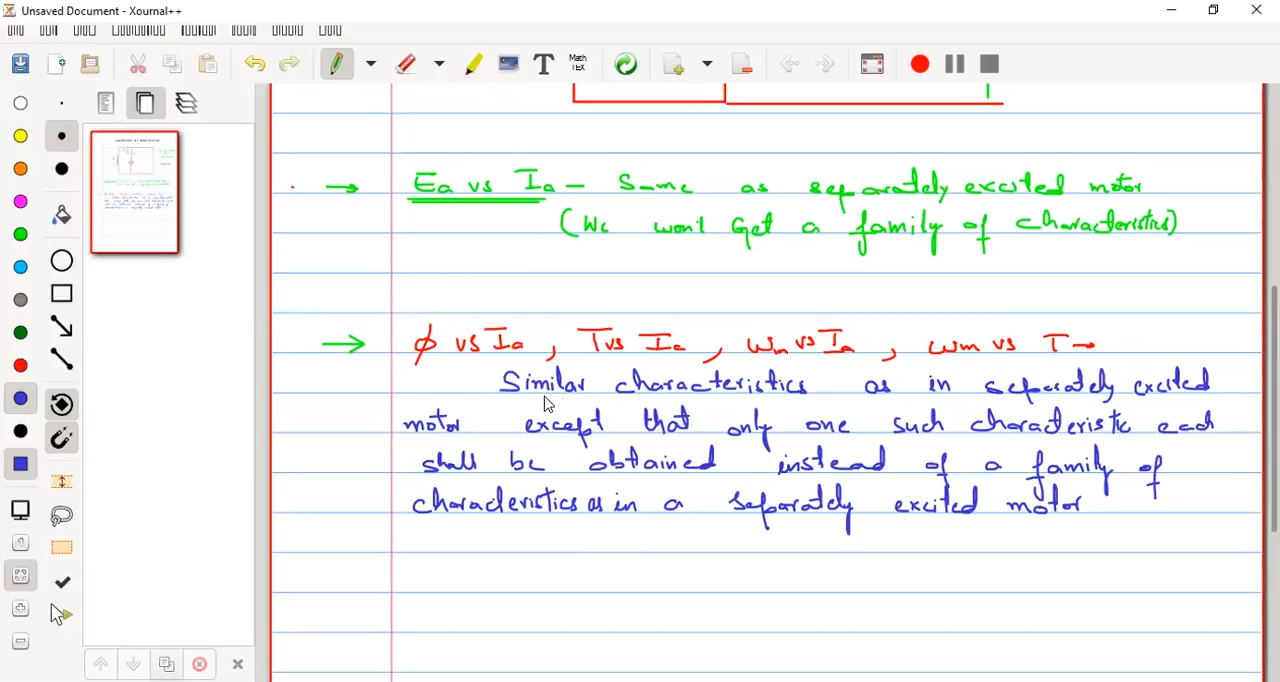 Unsaved Document - Xournal++
Math
TEX
→ Ea vs Ia - Same as separately excited motor
(We won't Get a family of characteristics)
→ ϕ vs Ia, T vs Ia, ωm vs Ia, ωm vs T -
Similar characteristics as in separately excited
motor except that only one such characteristic each
shall be obtained instead of a family of
characteristics as in a separately excited motor